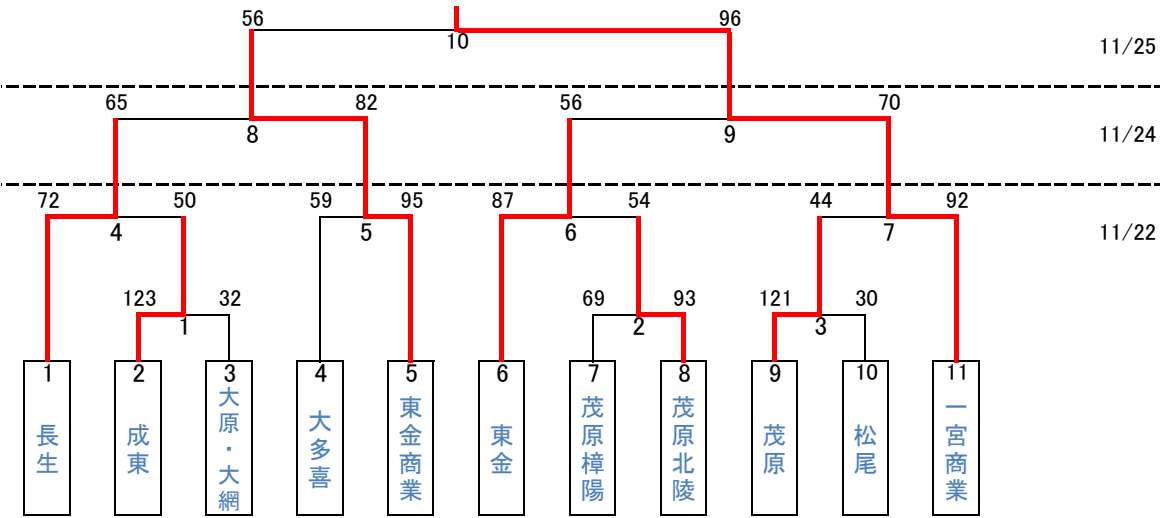 56 96
10 11/25
65 82 56 70
8 9 11/24
72 50 59 95 87 54 44 92
4 5 6 7 11/22
123 32 69 93 121 30
1 2 3
1 2 3 4 5 6 7 8 9 10 11
長生
成東
大原・大網
大多喜
東金商業
東金
茂原樟陽
茂原北陵
茂原
松尾
一宮商業